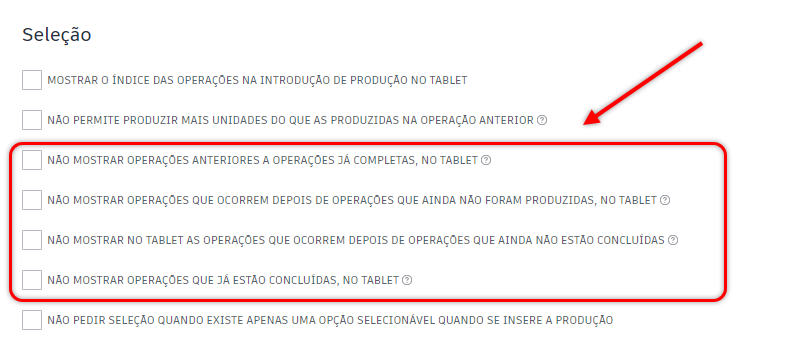 Seleção
MOSTRAR O ÍNDICE DAS OPERAÇÕES NA INTRODUÇÃO DE PRODUÇÃO NO TABLET
NÃO PERMITE PRODUZIR MAIS UNIDADES DO QUE AS PRODUZIDAS NA OPERAÇÃO ANTERIOR ?
NÃO MOSTRAR OPERAÇÕES ANTERIORES A OPERAÇÕES JÁ COMPLETAS, NO TABLET ?
NÃO MOSTRAR OPERAÇÕES QUE OCORREM DEPOIS DE OPERAÇÕES QUE AINDA NÃO FORAM PRODUZIDAS, NO TABLET ?
NÃO MOSTRAR NO TABLET AS OPERAÇÕES QUE OCORREM DEPOIS DE OPERAÇÕES QUE AINDA NÃO ESTÃO CONCLUÍDAS ?
NÃO MOSTRAR OPERAÇÕES QUE JÁ ESTÃO CONCLUÍDAS, NO TABLET ?
NÃO PEDIR SELEÇÃO QUANDO EXISTE APENAS UMA OPÇÃO SELECIONÁVEL QUANDO SE INSERE A PRODUÇÃO